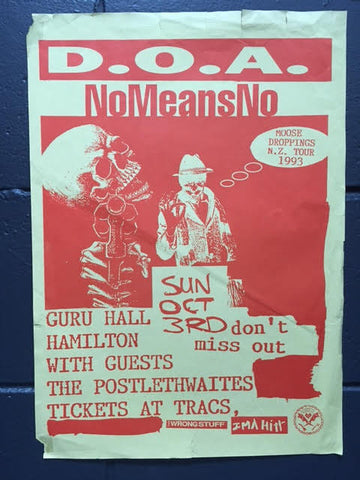 D.O.A.
NoMeansNo
MOOSE
DROPPINGS
N.Z. TOUR
1993
SUN
OCT
3RD
don't
miss out
GURU HALL
HAMILTON
WITH GUESTS
THE POSTLETHWAITES
TICKETS AT TRACS,
WRONG STUFF